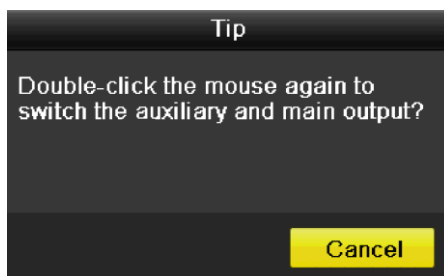 Tip
Double-click the mouse again to
switch the auxiliary and main output?
Cancel